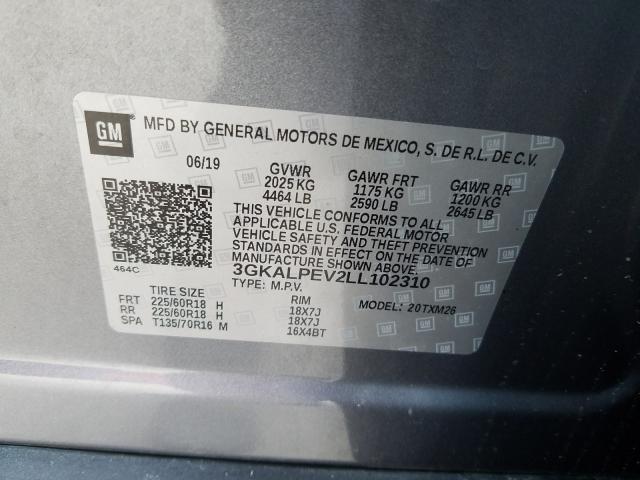 GM MFD BY GENERAL MOTORS DE MEXICO, S. DE R.L. DE C.V.
06/19 GVWR GAWR FRT GAWR RR
2025 KG 1175 KG 1200 KG
4464 LB 2590 LB 2645 LB
THIS VEHICLE CONFORMS TO ALL
APPLICABLE U.S. FEDERAL MOTOR
VEHICLE SAFETY AND THEFT PREVENTION
STANDARDS IN EFFECT ON THE DATE OF
MANUFACTURE SHOWN ABOVE.
464C 3GKALPEV2LL102310
TYPE: M.P.V. MODEL: 20TXM26
TIRE SIZE RIM
FRT 225/60R18 H 18X7J
RR 225/60R18 H 18X7J
SPA T135/70R16 M 16X4BT